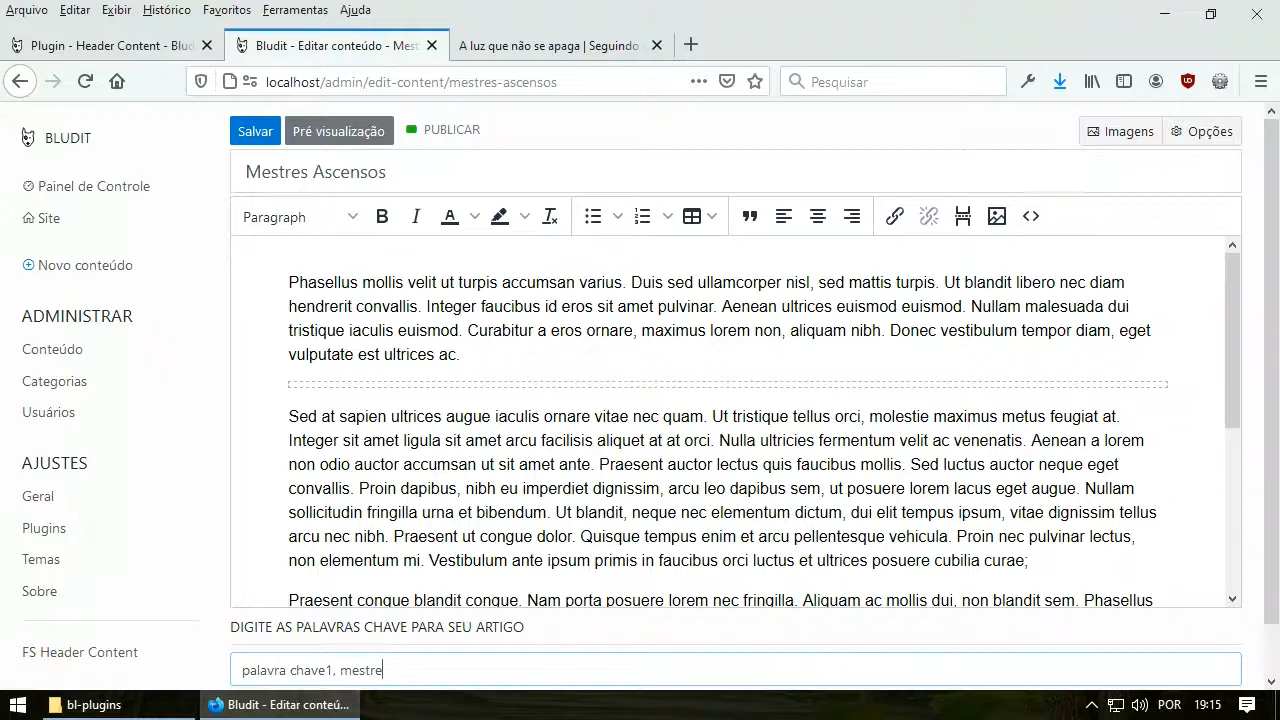 Arquivo Editar Exibir Histórico Favoritos Ferramentas Ajuda
Plugin - Header Content - Blud
Bludit - Editar conteúdo - Mest
A luz que não se apaga | Seguindo
localhost/admin/edit-content/mestres-ascensos
Pesquisar
BLUDIT
Painel de Controle
Site
Novo conteúdo
ADMINISTRAR
Conteúdo
Categorias
Usuários
AJUSTES
Geral
Plugins
Temas
Sobre
FS Header Content
Salvar
Pré visualização
PUBLICAR
Imagens
Opções
Mestres Ascensos
Paragraph
Phasellus mollis velit ut turpis accumsan varius. Duis sed ullamcorper nisl, sed mattis turpis. Ut blandit libero nec diam
hendrerit convallis. Integer faucibus id eros sit amet pulvinar. Aenean ultrices euismod euismod. Nullam malesuada dui
tristique iaculis euismod. Curabitur a eros ornare, maximus lorem non, aliquam nibh. Donec vestibulum tempor diam, eget
vulputate est ultrices ac.
Sed at sapien ultrices augue iaculis ornare vitae nec quam. Ut tristique tellus orci, molestie maximus metus feugiat at.
Integer sit amet ligula sit amet arcu facilisis aliquet at at orci. Nulla ultricies fermentum velit ac venenatis. Aenean a lorem
non odio auctor accumsan ut sit amet ante. Praesent auctor lectus quis faucibus mollis. Sed luctus auctor neque eget
convallis. Proin dapibus, nibh eu imperdiet dignissim, arcu leo dapibus sem, ut posuere lorem lacus eget augue. Nullam
sollicitudin fringilla urna et bibendum. Ut blandit, neque nec elementum dictum, dui elit tempus ipsum, vitae dignissim tellus
arcu nec nibh. Praesent ut congue dolor. Quisque tempus enim et arcu pellentesque vehicula. Proin nec pulvinar lectus,
non elementum mi. Vestibulum ante ipsum primis in faucibus orci luctus et ultrices posuere cubilia curae;
Praesent congue blandit congue. Nam porta posuere lorem nec fringilla. Aliquam ac mollis dui, non blandit sem. Phasellus
DIGITE AS PALAVRAS CHAVE PARA SEU ARTIGO
palavra chave1, mestre
bl-plugins
Bludit - Editar conteú...
POR
19:15